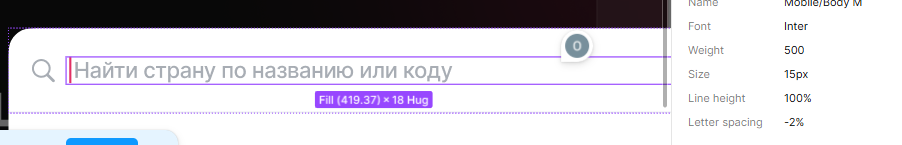 Name Mobile/Body M
Font Inter
0
Weight 500
Найти страну по названию или коду
Size 15px
Fill (419.37) × 18 Hug
Line height 100%
Letter spacing -2%